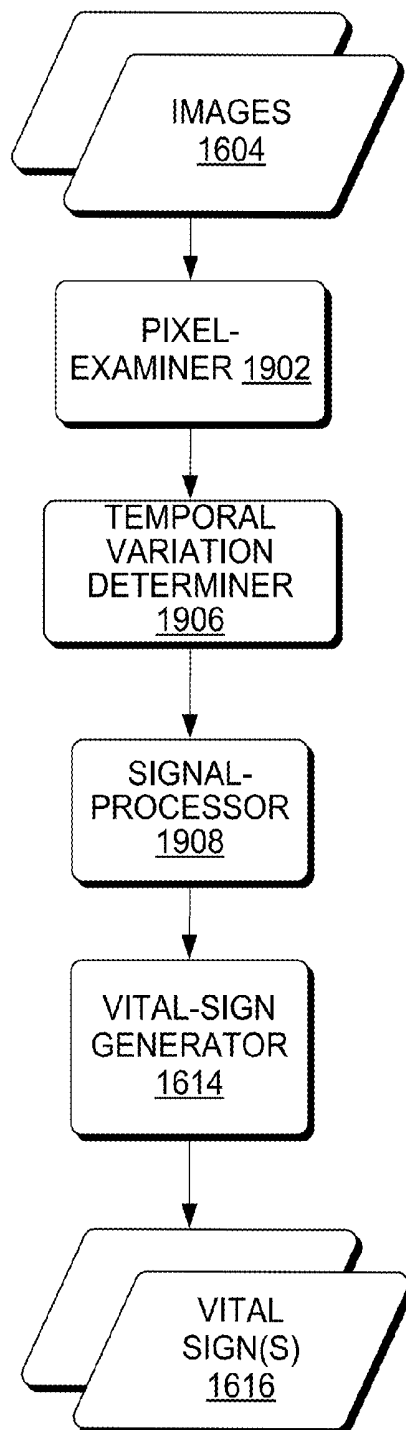 IMAGES
1604
PIXEL-
EXAMINER 1902
TEMPORAL
VARIATION
DETERMINER
1906
SIGNAL-
PROCESSOR
1908
VITAL-SIGN
GENERATOR
1614
VITAL
SIGN(S)
1616